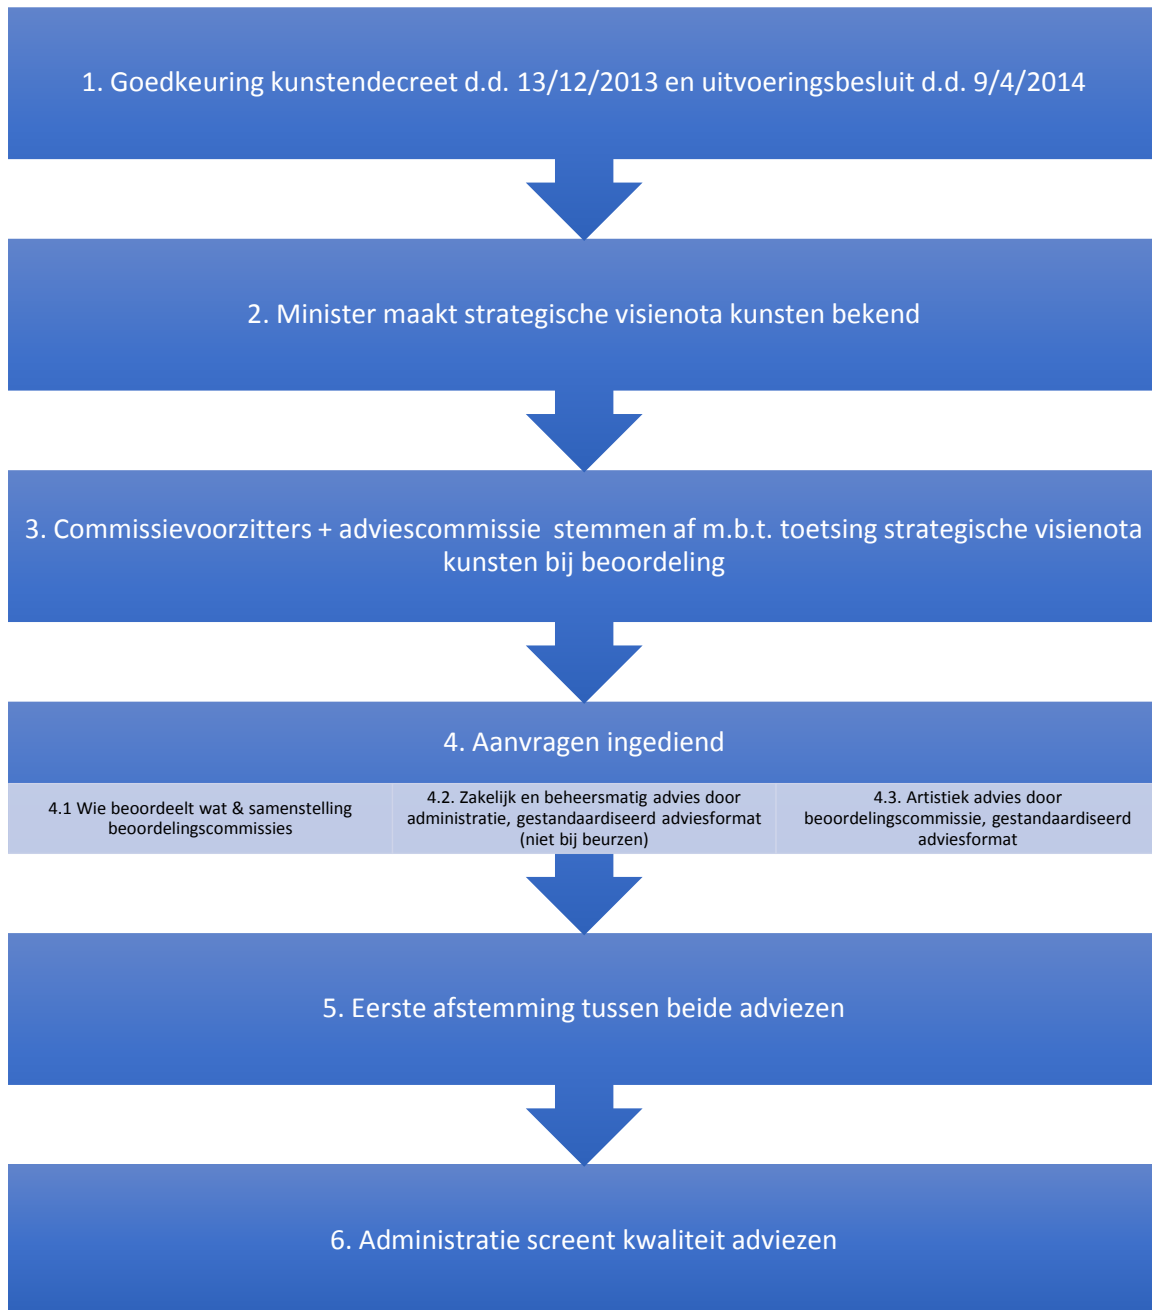 1. Goedkeuring kunstendecreet d.d. 13/12/2013 en uitvoeringsbesluit d.d. 9/4/2014
2. Minister maakt strategische visienota kunsten bekend
3. Commissievoorzitters + adviescommissie  stemmen af m.b.t. toetsing strategische visienota
kunsten bij beoordeling
4. Aanvragen ingediend
4.1 Wie beoordeelt wat & samenstelling
beoordelingscommissies
4.2. Zakelijk en beheersmatig advies door
administratie, gestandaardiseerd adviesformat
(niet bij beurzen)
4.3. Artistiek advies door
beoordelingscommissie, gestandaardiseerd
adviesformat
5. Eerste afstemming tussen beide adviezen
6. Administratie screent kwaliteit adviezen